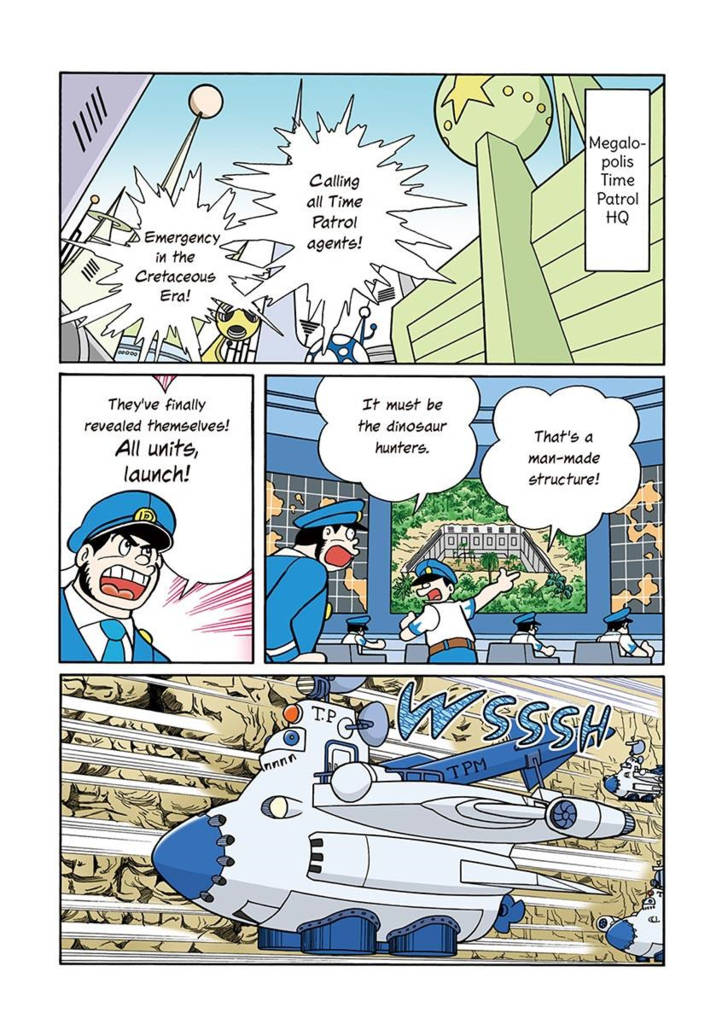 Megalo-
polis
Time
Patrol
HQ
Calling
all Time
Patrol
agents!
Emergency
in the
Cretaceous
Era!
That's a
man-made
structure!
It must be
the dinosaur
hunters.
They've finally
revealed themselves!
All units,
launch!
WSSSSH
T.P
TPM